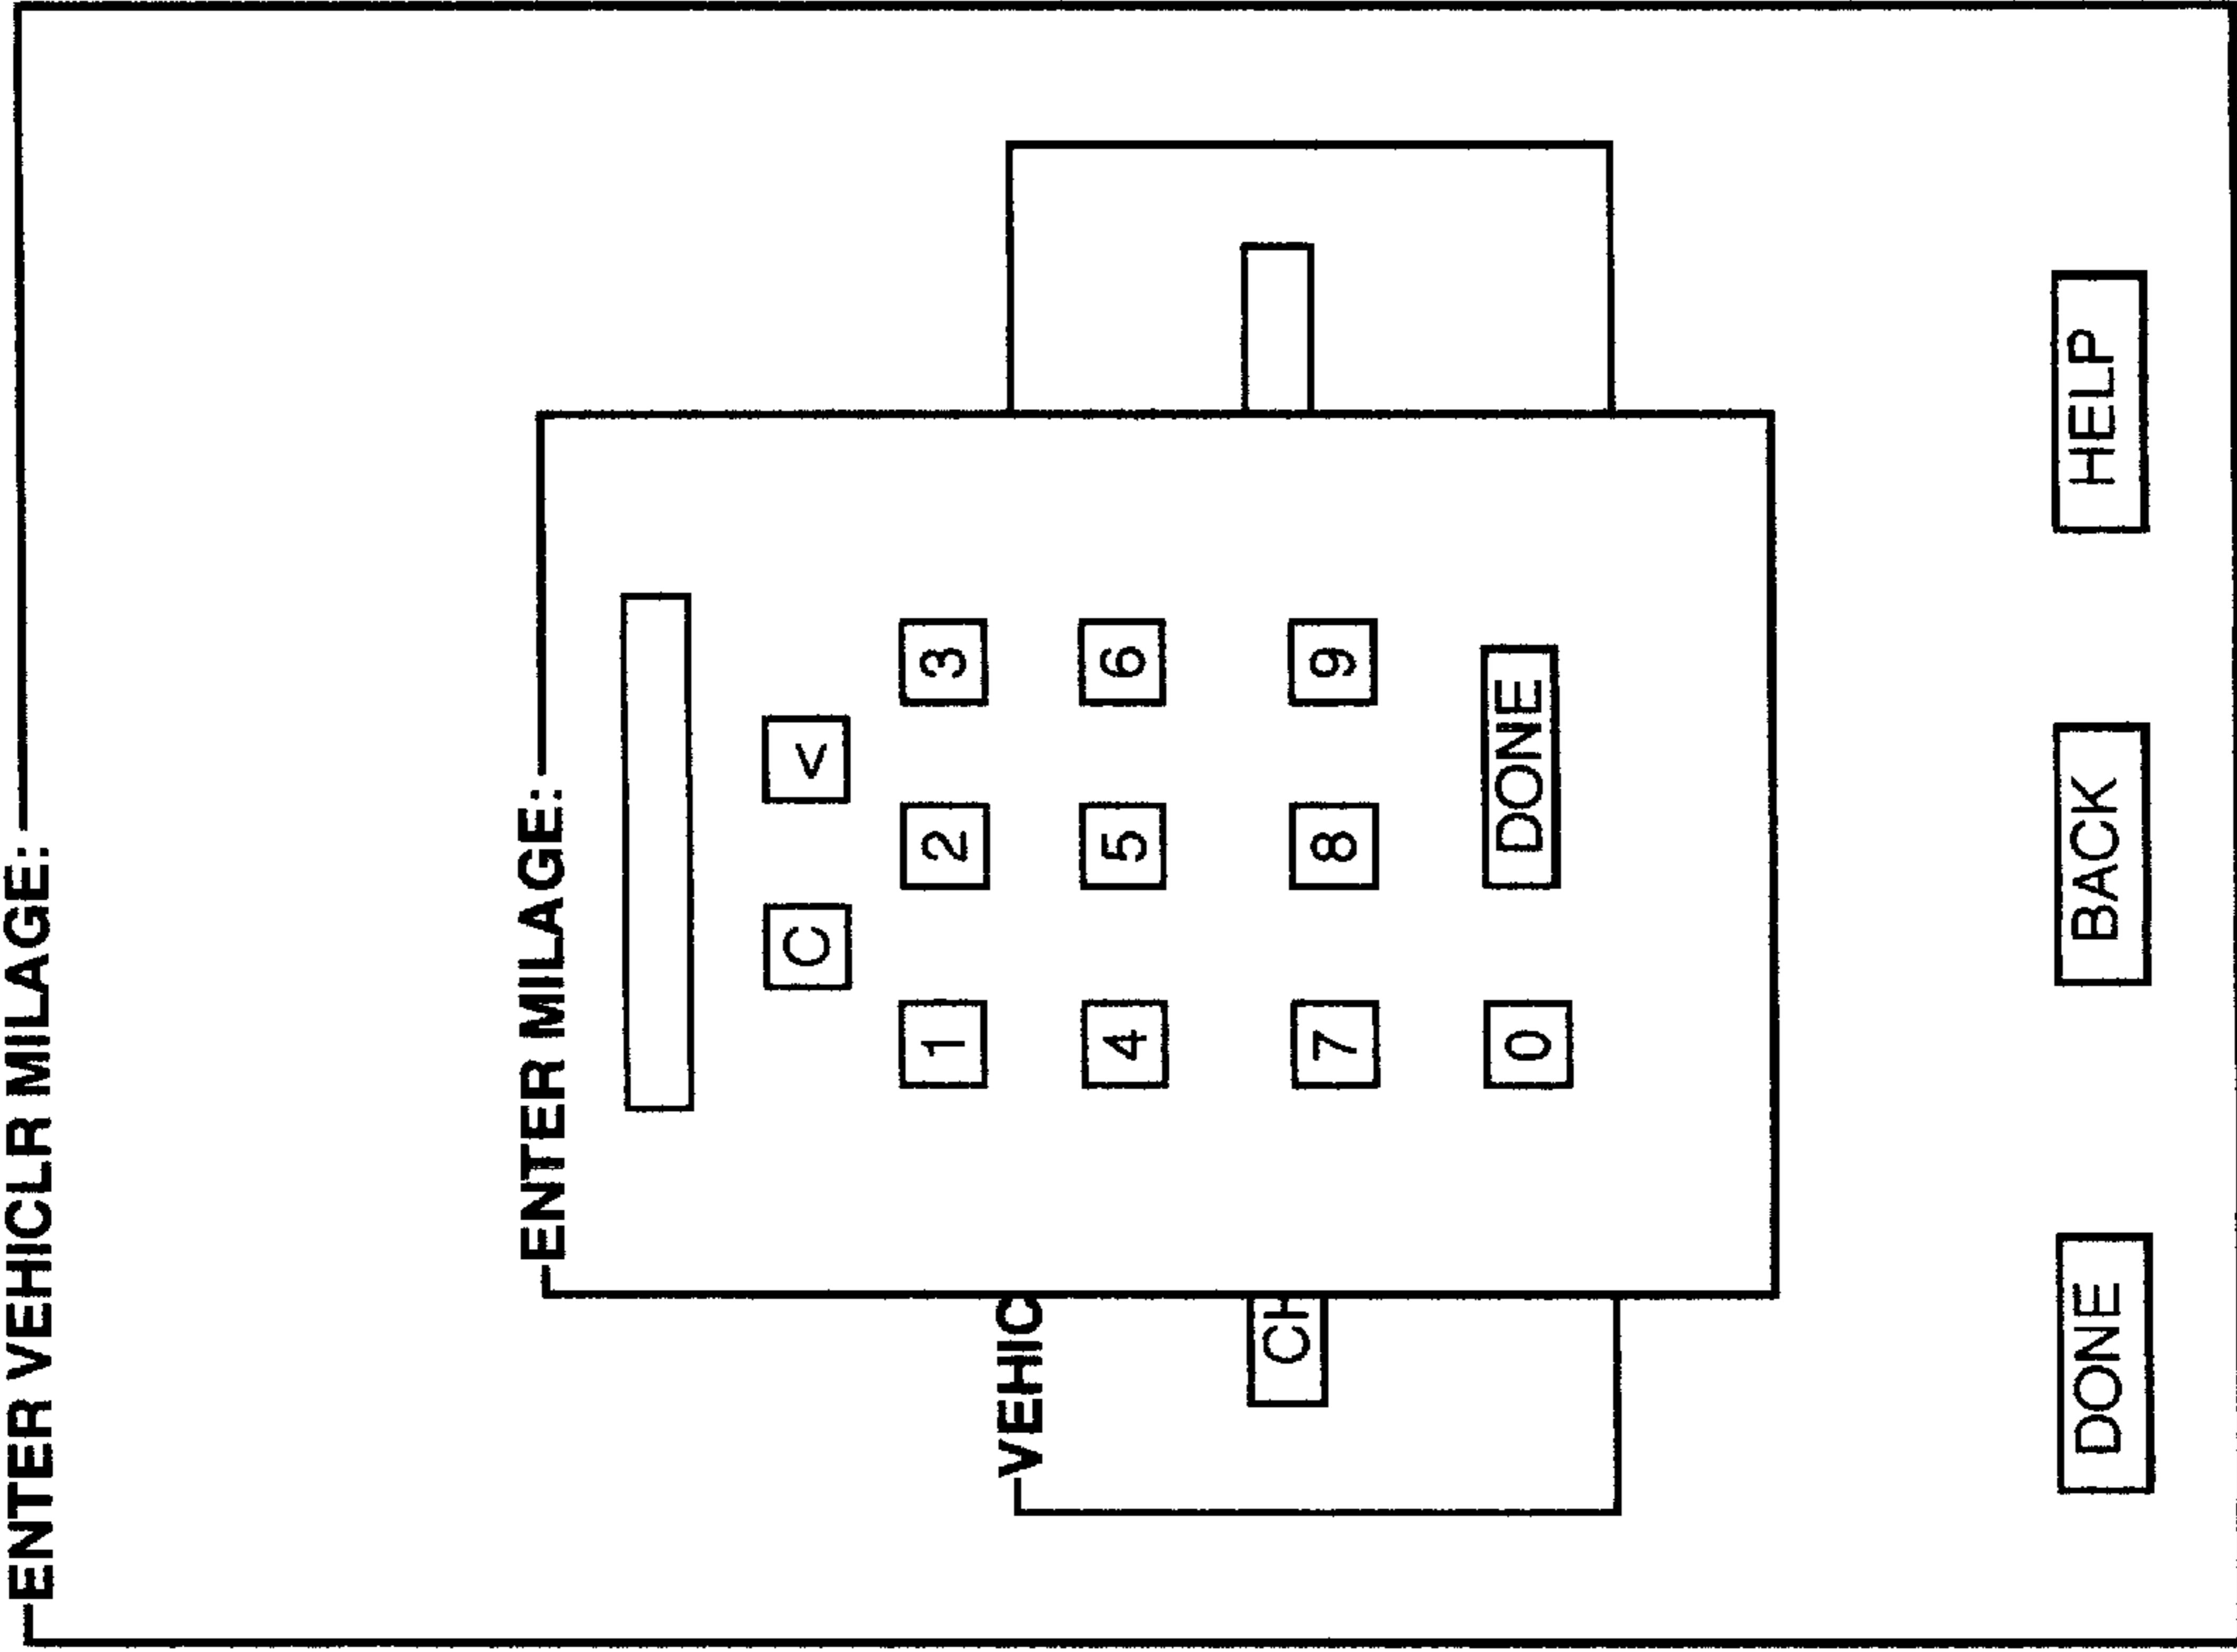 ENTER VEHICLR MILAGE:
ENTER MILAGE:
C <
1 2 3
VEHIC
4 5 6
CH
7 8 9
0 DONE
DONE BACK HELP